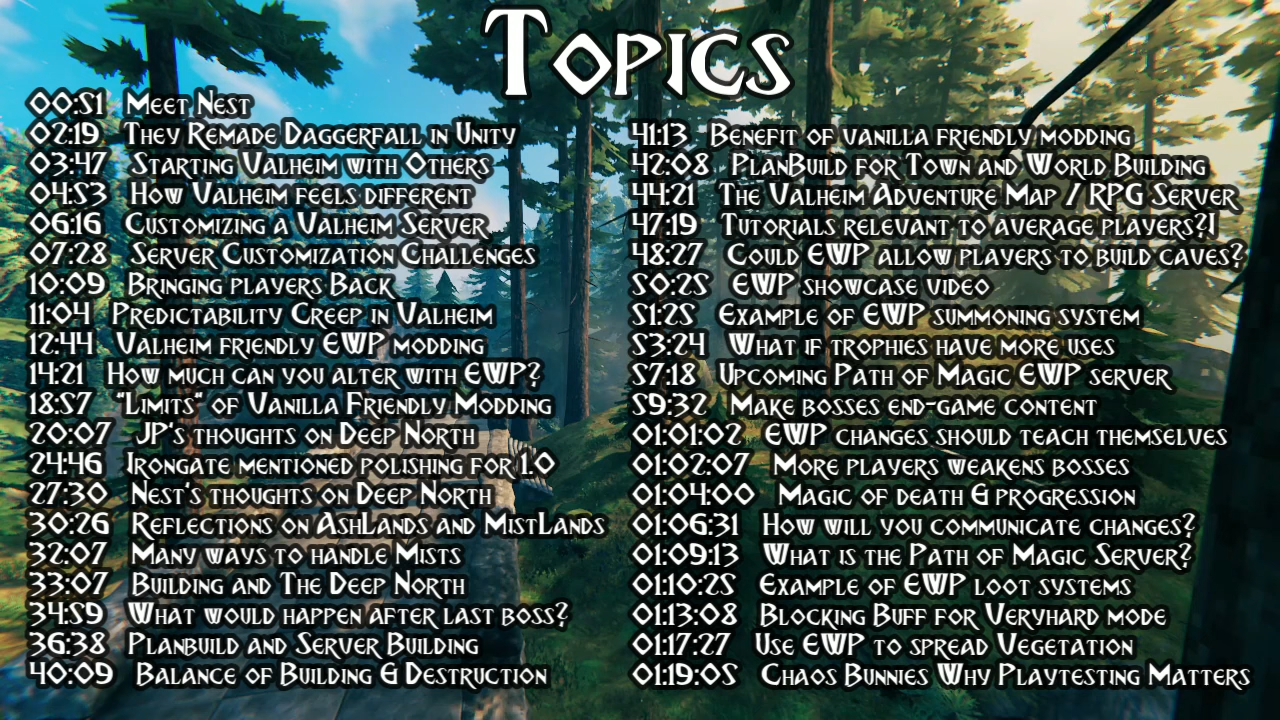 Topics
00:51 Meet Nest
02:19 They Remade Daggerfall in Unity
03:47 Starting Valheim with Others
04:53 How Valheim feels different
06:16 Customizing a Valheim Server
07:28 Server Customization Challenges
10:09 Bringing players Back
11:04 Predictability Creep in Valheim
12:44 Valheim friendly EWP modding
14:21 How much can you alter with EWP?
18:57 "Limits" of Vanilla Friendly Modding
20:07 JP's thoughts on Deep North
24:46 Irongate mentioned polishing for 1.0
27:30 Nest's thoughts on Deep North
30:26 Reflections on AshLands and MistLands
32:07 Many ways to handle Mists
33:07 Building and The Deep North
34:59 What would happen after last boss?
36:38 Planbuild and Server Building
40:09 Balance of Building & Destruction
41:13 Benefit of vanilla friendly modding
42:08 PlanBuild for Town and World Building
44:21 The Valheim Adventure Map / RPG Server
47:19 Tutorials relevant to average players?!
48:27 Could EWP allow players to build caves?
50:25 EWP showcase video
51:25 Example of EWP summoning system
53:24 What if trophies have more uses
57:18 Upcoming Path of Magic EWP server
59:32 Make bosses end-game content
01:01:02 EWP changes should teach themselves
01:02:07 More players weakens bosses
01:04:00 Magic of death & progression
01:06:31 How will you communicate changes?
01:09:13 What is the Path of Magic Server?
01:10:25 Example of EWP loot systems
01:13:08 Blocking Buff for Veryhard mode
01:17:27 Use EWP to spread Vegetation
01:19:05 Chaos Bunnies Why Playtesting Matters